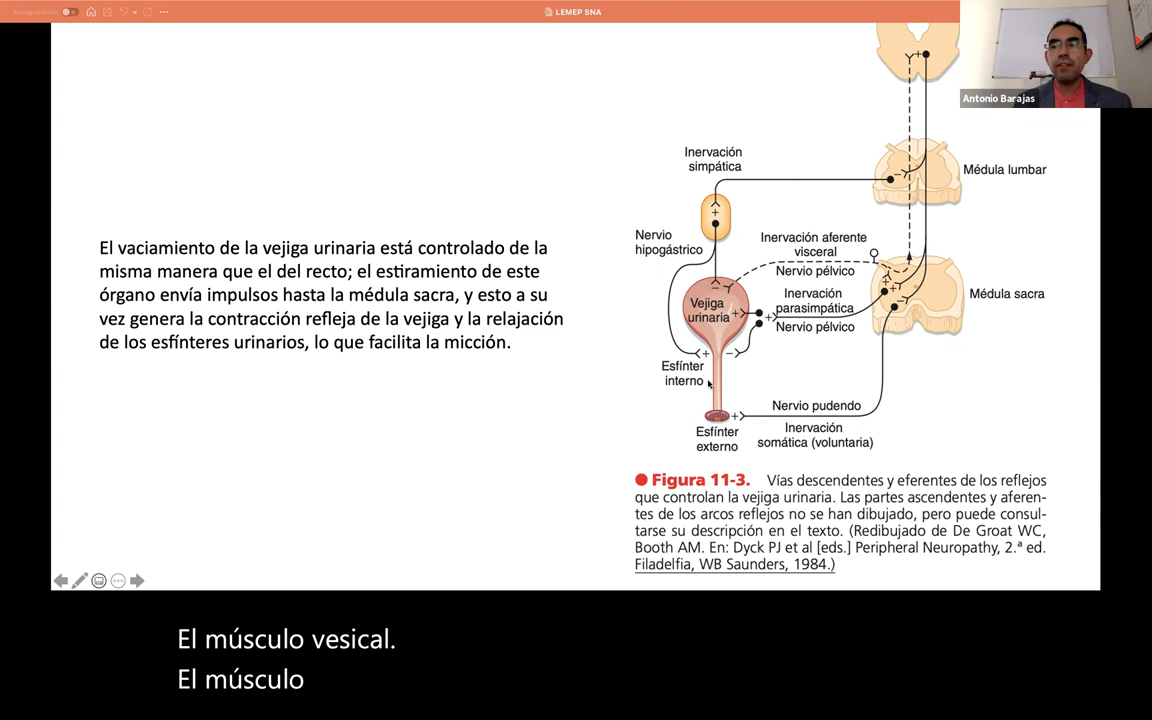 Autoguardado
LEMEP SNA
Antonio Barajas
El vaciamiento de la vejiga urinaria está controlado de la
misma manera que el del recto; el estiramiento de este
órgano envía impulsos hasta la médula sacra, y esto a su
vez genera la contracción refleja de la vejiga y la relajación
de los esfínteres urinarios, lo que facilita la micción.
Inervación
simpática
Médula lumbar
Nervio
hipogástrico
Inervación aferente
visceral
Nervio pélvico
Vejiga
urinaria
Inervación
parasimpática
Nervio pélvico
Médula sacra
Esfínter
interno
Nervio pudendo
Esfínter
externo
Inervación
somática (voluntaria)
Figura 11-3. Vías descendentes y eferentes de los reflejos
que controlan la vejiga urinaria. Las partes ascendentes y aferen-
tes de los arcos reflejos no se han dibujado, pero puede consul-
tarse su descripción en el texto. (Redibujado de De Groat WC,
Booth AM. En: Dyck PJ et al [eds.] Peripheral Neuropathy, 2.ª ed.
Filadelfia, WB Saunders, 1984.)
El músculo vesical.
El músculo